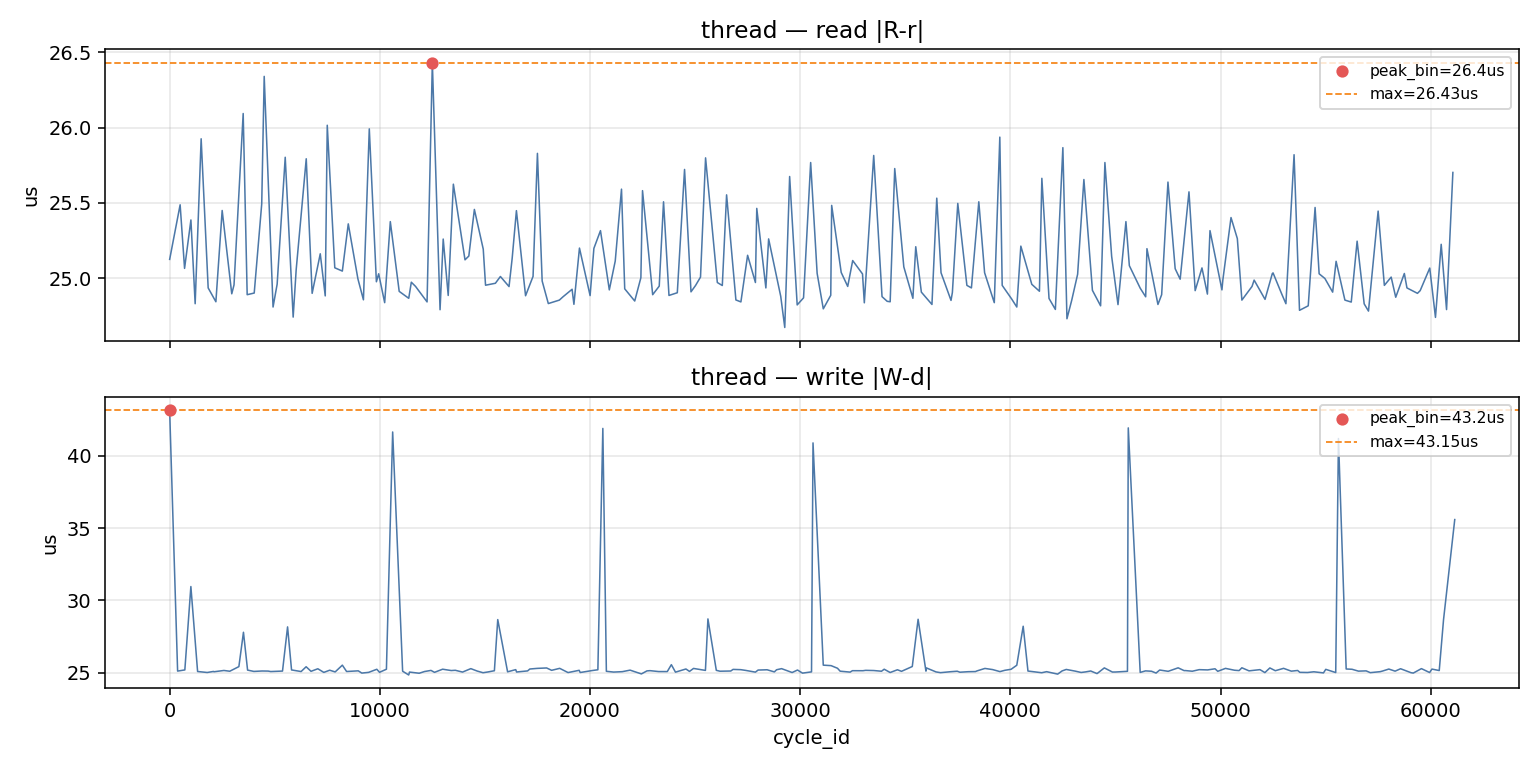 thread — read |R-r|
26.5
26.0
25.5
25.0
us
peak_bin=26.4us
max=26.43us
thread — write |W-d|
40
35
30
25
us
peak_bin=43.2us
max=43.15us
0 10000 20000 30000 40000 50000 60000
cycle_id